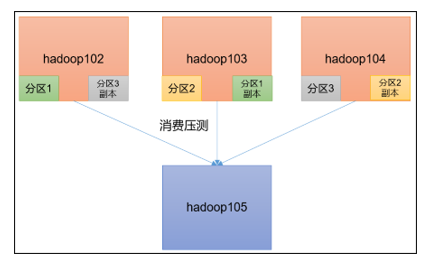 hadoop102
hadoop103
hadoop104
分区1
分区3
副本
分区2
分区1
副本
分区3
分区2
副本
消费压测
hadoop105